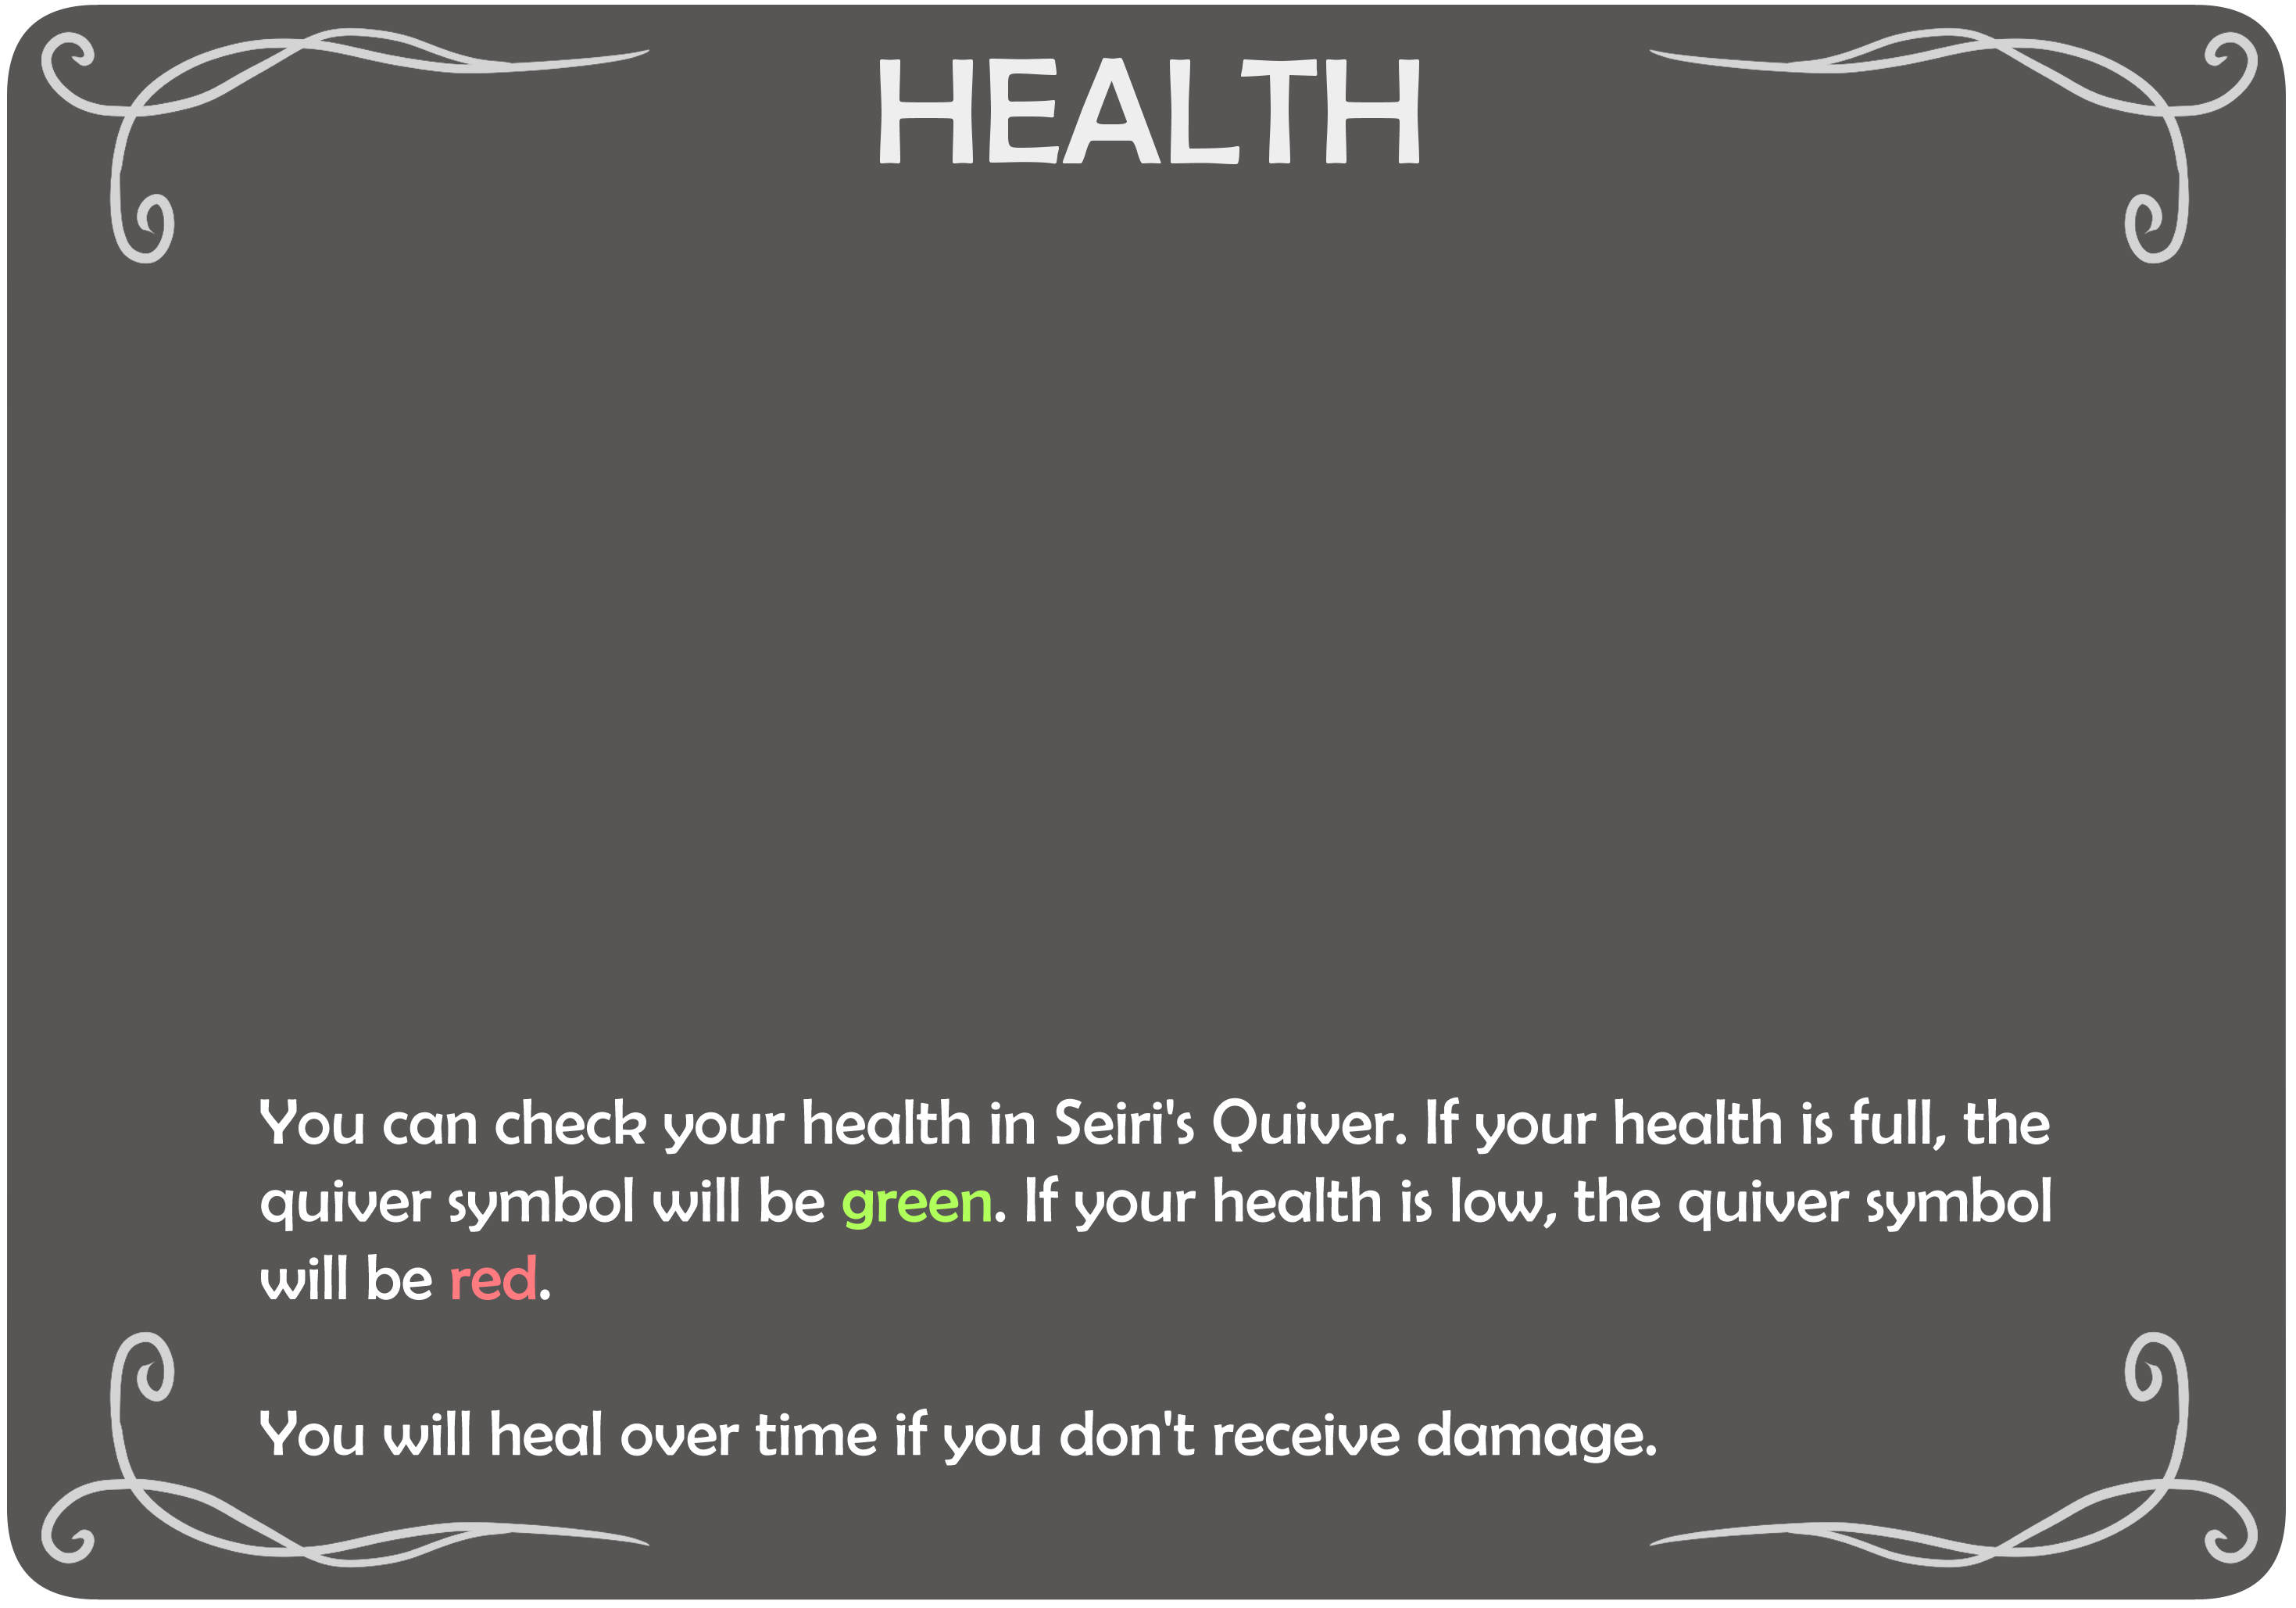 HEALTH
You can check your health in Seiri's Quiver. If your health is full, the
quiver symbol will be green. If your health is low, the quiver symbol
will be red.
You will heal over time if you don't receive damage.